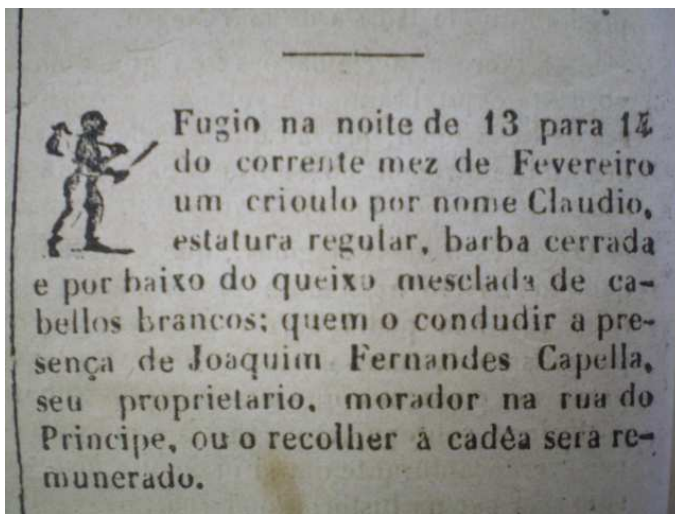 Fugio na noite de 13 para 14
do corrente mez de Fevereiro
um crioulo por nome Claudio,
estatura regular, barba cerrada
e por baixo do queixo mesclada de ca-
bellos brancos; quem o condudir a pre-
sença de Joaquim Fernandes Capella,
seu proprietario, morador na rua do
Principe, ou o recolher á cadêa sera re-
munerado.